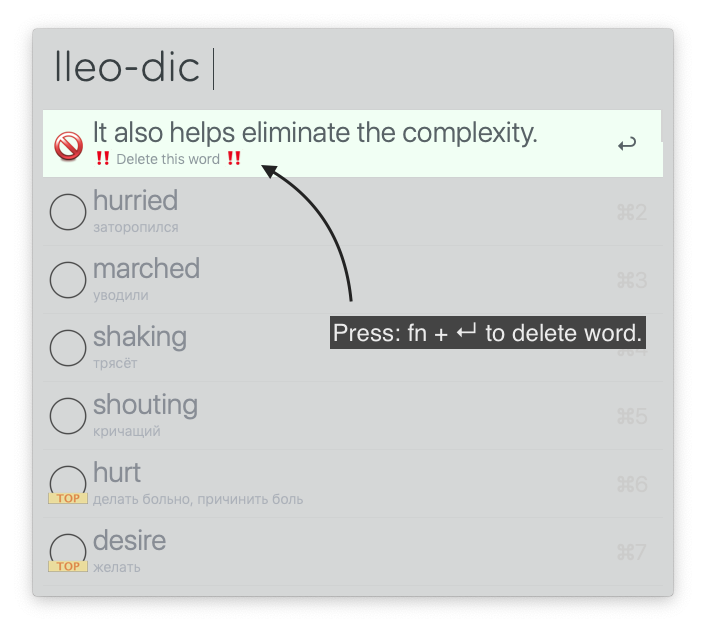 lleo-dic
It also helps eliminate the complexity.
‼ Delete this word ‼
hurried
⌘2
заторопился
marched
⌘3
уводили
Press: fn + ↵ to delete word.
shaking
трясёт
shouting
⌘5
кричащий
hurt
⌘6
TOP
делать больно, причинить боль
desire
⌘7
TOP
желать